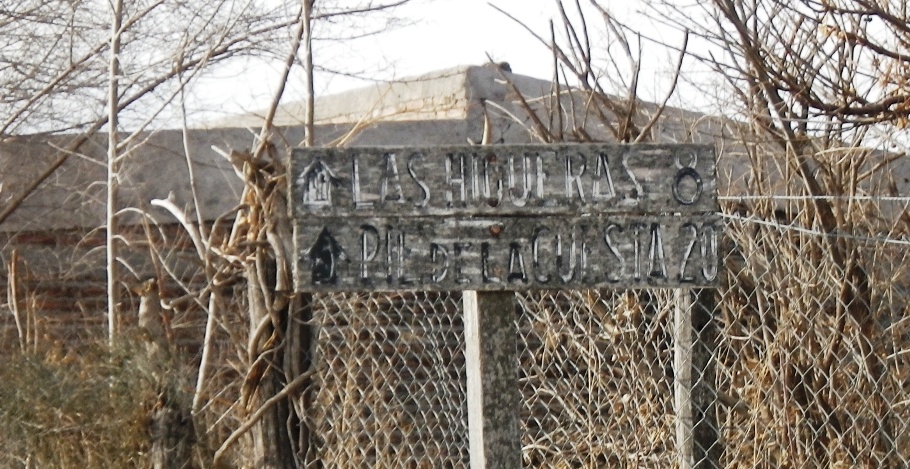 LAS HIGUERAS 8
PIE DE LA CUESTA 20